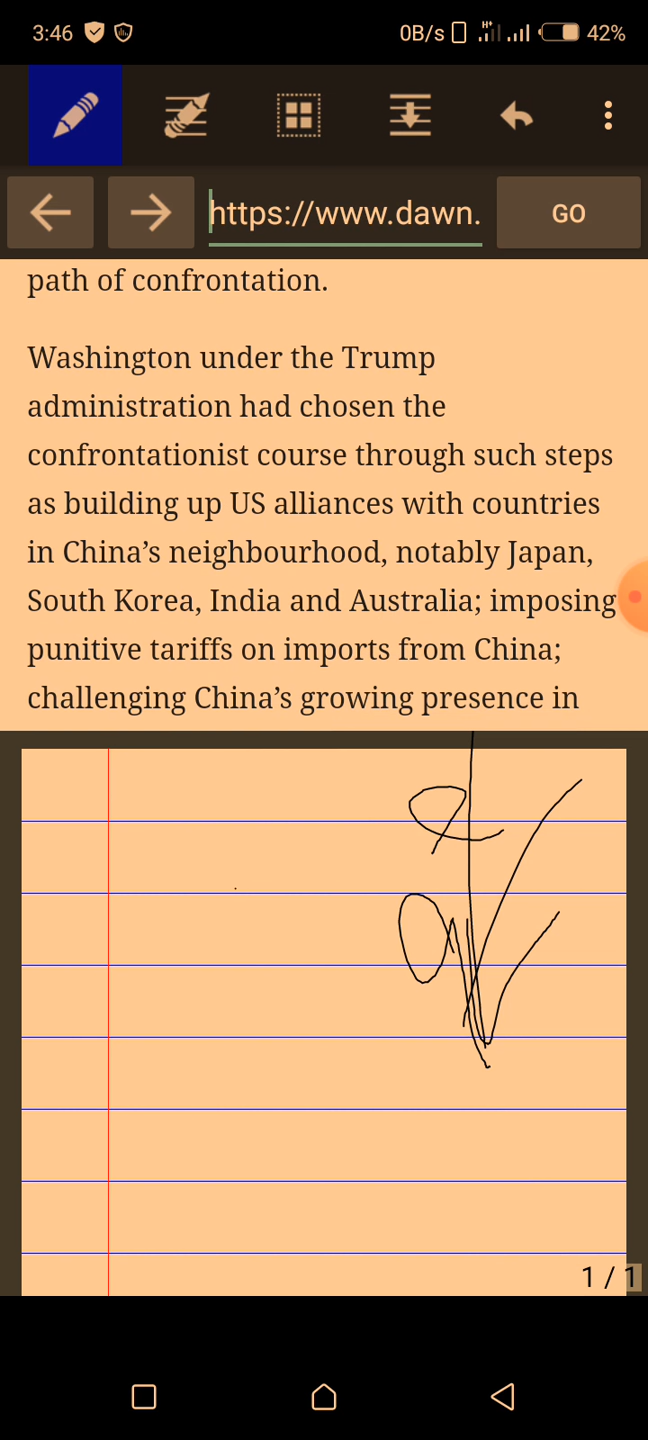 3:46
0B/s
H+
42%
https://www.dawn.
GO
path of confrontation.
Washington under the Trump
administration had chosen the
confrontationist course through such steps
as building up US alliances with countries
in China’s neighbourhood, notably Japan,
South Korea, India and Australia; imposing
punitive tariffs on imports from China;
challenging China’s growing presence in
1 / 1